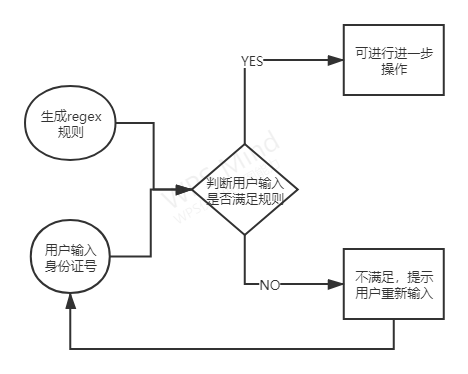 YES
可进行进一步
操作
生成regex
规则
判断用户输入
是否满足规则
用户输入
身份证号
NO
不满足，提示
用户重新输入